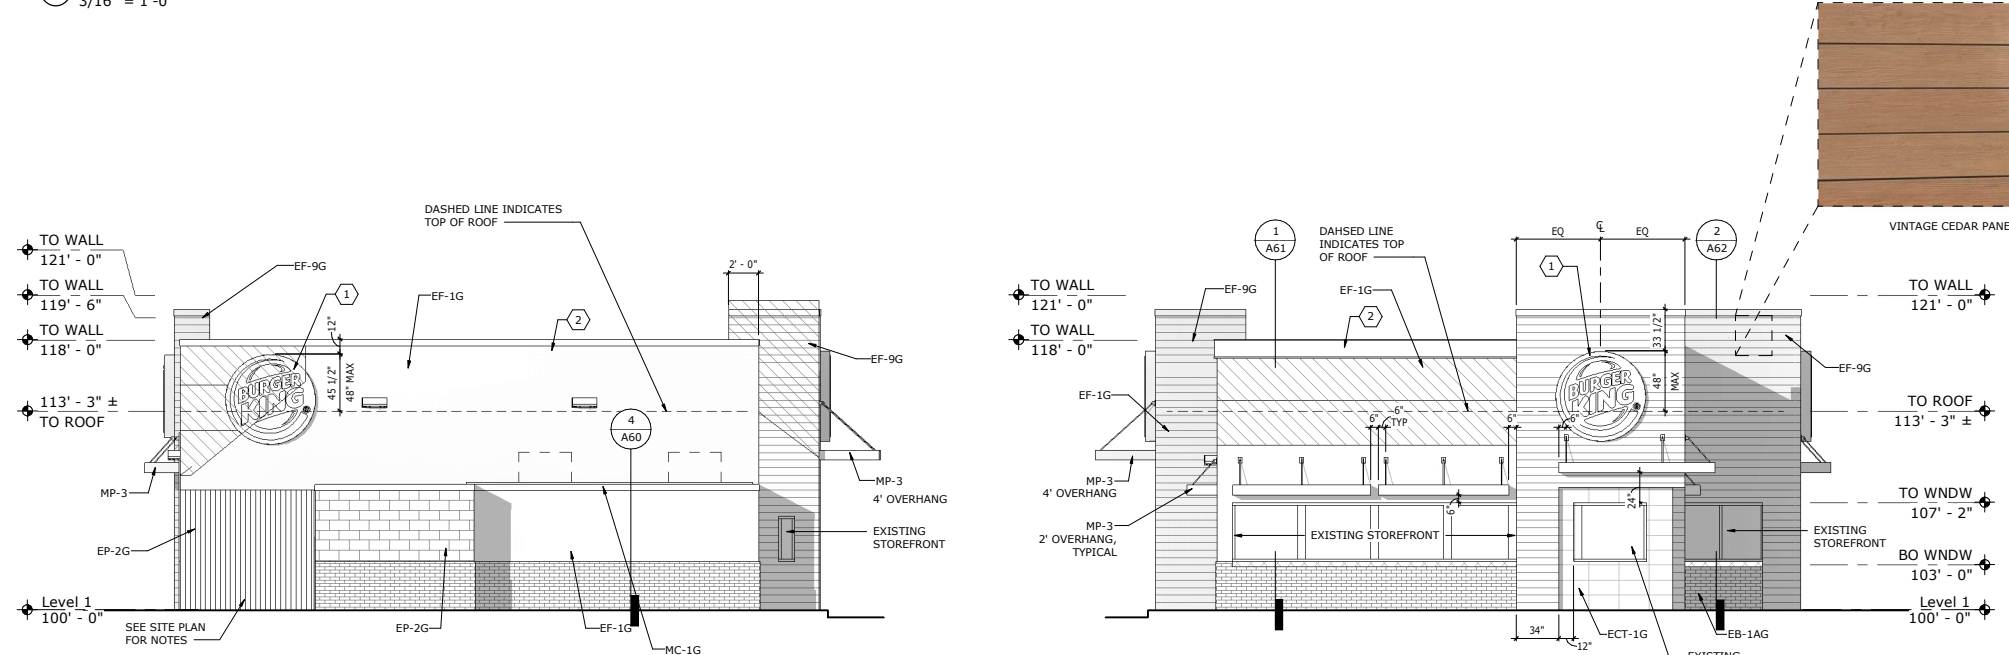 3/16" = 1'-0"
DASHED LINE INDICATES
TOP OF ROOF
TO WALL
121' - 0"
TO WALL
119' - 6"
TO WALL
118' - 0"
113' - 3" ±
TO ROOF
Level 1
100' - 0"
EF-9G
1
EF-1G
2
2' - 0"
12"
45 1/2"
48" MAX
BURGER
KING
®
EF-9G
4
A60
MP-3
MP-3
4' OVERHANG
EP-2G
EXISTING
STOREFRONT
SEE SITE PLAN
FOR NOTES
EP-2G
EF-1G
MC-1G
VINTAGE CEDAR PANE
1
A61
DAHSED LINE
INDICATES TOP
OF ROOF
EQ
EQ
2
A62
TO WALL
121' - 0"
TO WALL
118' - 0"
EF-9G
EF-1G
2
1
33 1/2"
48"
MAX
BURGER
KING
®
TO WALL
121' - 0"
EF-9G
EF-1G
TO ROOF
113' - 3" ±
6"
6"
TYP
6"
6"
MP-3
4' OVERHANG
MP-3
2' OVERHANG,
TYPICAL
EXISTING STOREFRONT
6"
24"
TO WNDW
107' - 2"
EXISTING
STOREFRONT
BO WNDW
103' - 0"
Level 1
100' - 0"
34"
12"
ECT-1G
EB-1AG
EXISTING